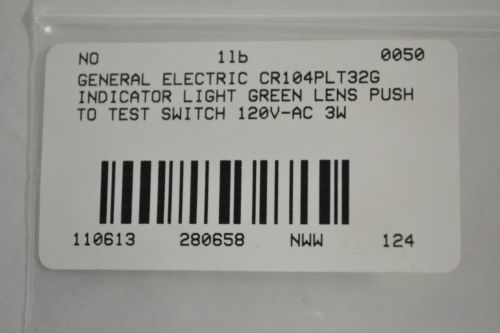 NO 1lb 0050
GENERAL ELECTRIC CR104PLT32G
INDICATOR LIGHT GREEN LENS PUSH
TO TEST SWITCH 120V-AC 3W
110613 280658 NWW 124